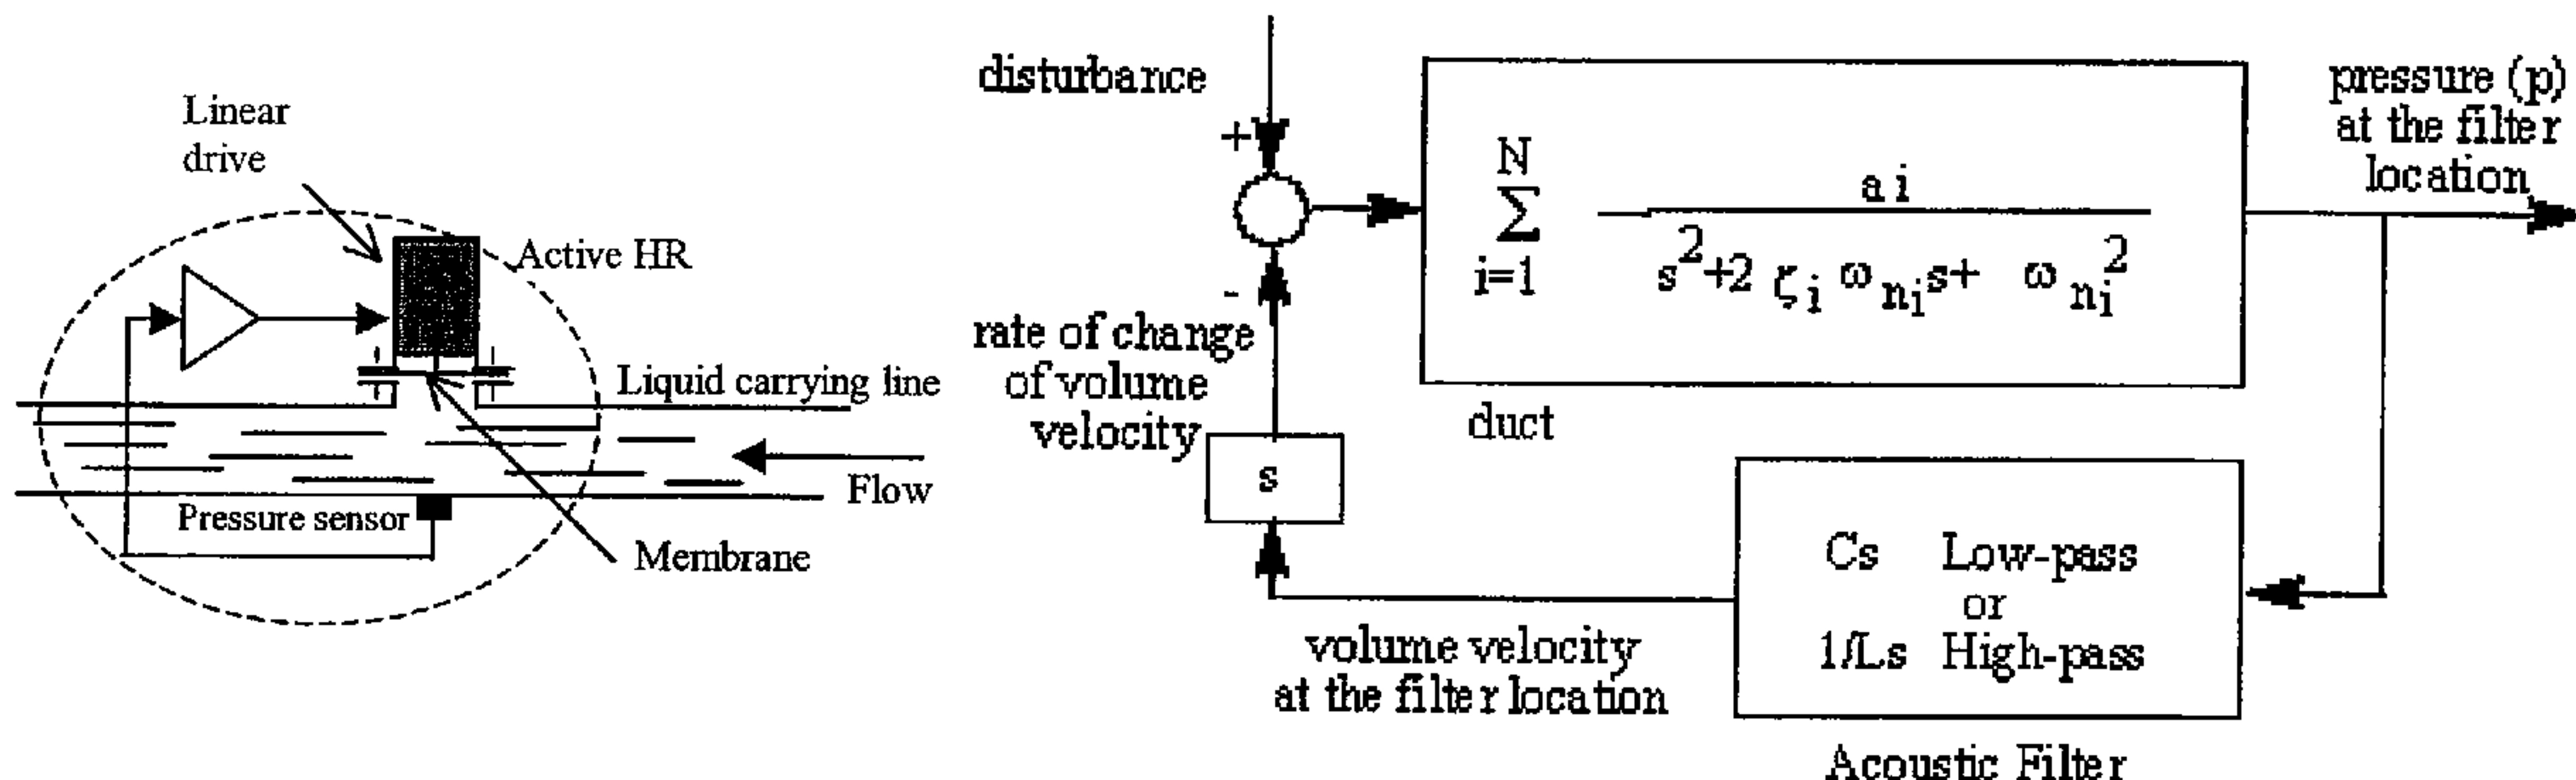 Linear
drive
Active HR
Liquid carrying line
Flow
Pressure sensor
Membrane
disturbance
+
-
rate of change
of volume
velocity
s
N
Σ
i=1
a i
s²+2 ζi ωni s+ ωni²
duct
pressure (p)
at the filter
location
Cs Low-pass
or
1/Ls High-pass
volume velocity
at the filter location
Acoustic Filter